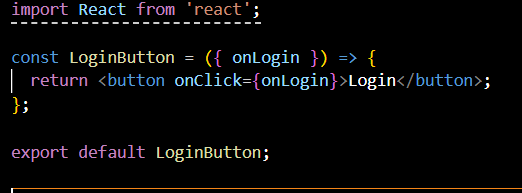 import React from 'react';
const LoginButton = ({ onLogin }) => {
return <button onClick={onLogin}>Login</button>;
};
export default LoginButton;